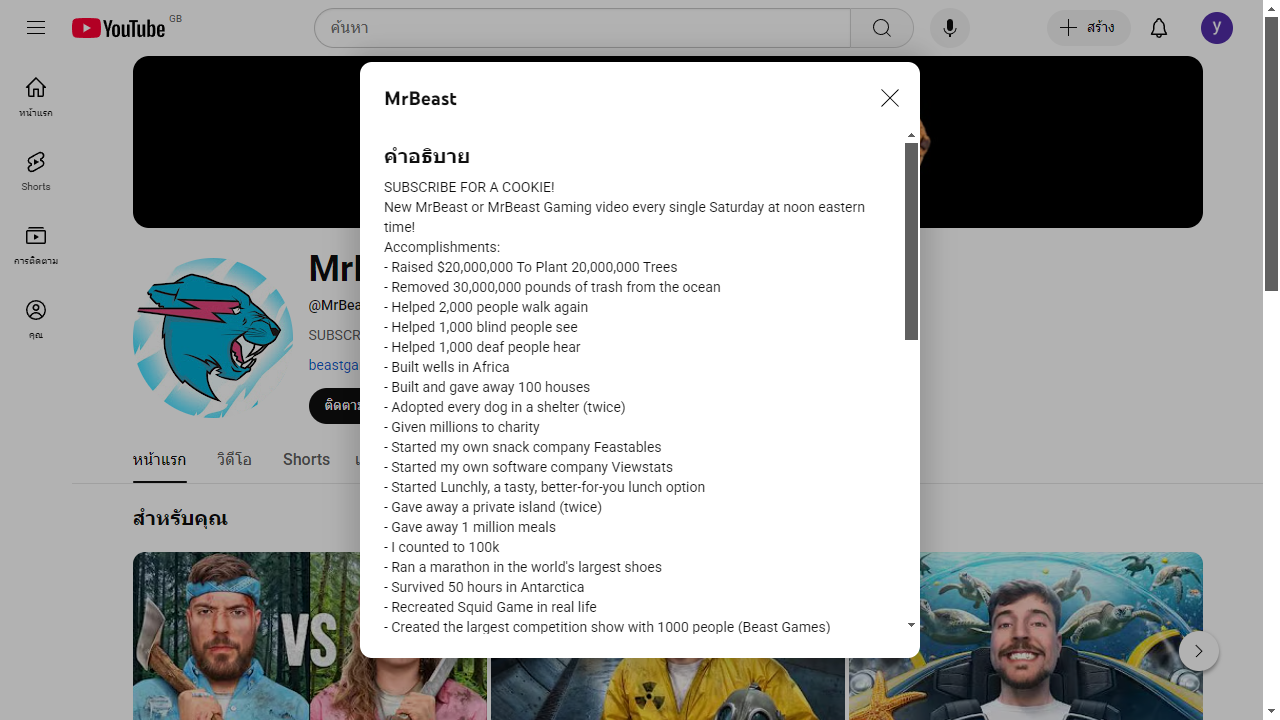 YouTube GB
ค้นหา
สร้าง
y
หน้าแรก
Shorts
การติดตาม
คุณ
@MrBea
SUBSCR
beastga
ติดตาม
หน้าแรก
วิดีโอ
Shorts
สำหรับคุณ
VS
MrBeast
คำอธิบาย
SUBSCRIBE FOR A COOKIE!
New MrBeast or MrBeast Gaming video every single Saturday at noon eastern
time!
Accomplishments:
- Raised $20,000,000 To Plant 20,000,000 Trees
- Removed 30,000,000 pounds of trash from the ocean
- Helped 2,000 people walk again
- Helped 1,000 blind people see
- Helped 1,000 deaf people hear
- Built wells in Africa
- Built and gave away 100 houses
- Adopted every dog in a shelter (twice)
- Given millions to charity
- Started my own snack company Feastables
- Started my own software company Viewstats
- Started Lunchly, a tasty, better-for-you lunch option
- Gave away a private island (twice)
- Gave away 1 million meals
- I counted to 100k
- Ran a marathon in the world's largest shoes
- Survived 50 hours in Antarctica
- Recreated Squid Game in real life
- Created the largest competition show with 1000 people (Beast Games)